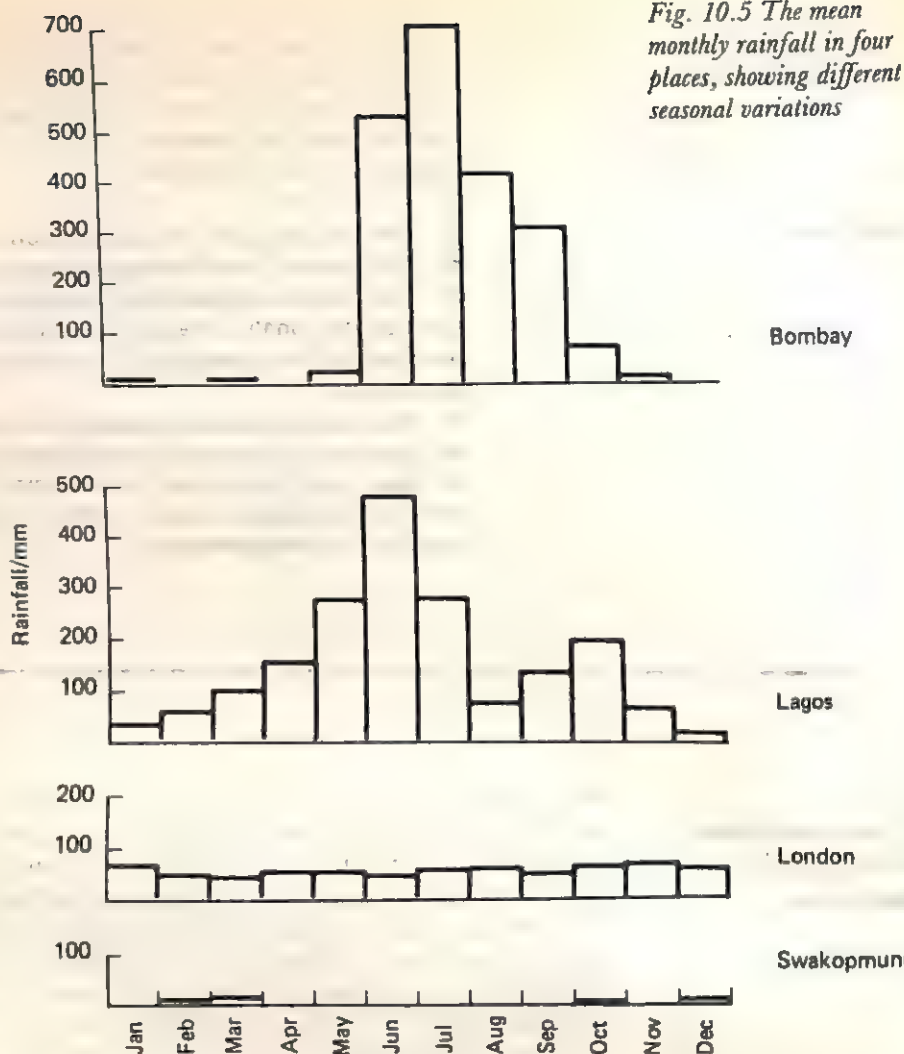 Fig. 10.5 The mean
monthly rainfall in four
places, showing different
seasonal variations
700
600
500
400
300
200
100
Bombay
Rainfall/mm
500
400
300
200
100
Lagos
200
100
London
100
Swakopmun
Jan
Feb
Mar
Apr
May
Jun
Jul
Aug
Sep
Oct
Nov
Dec